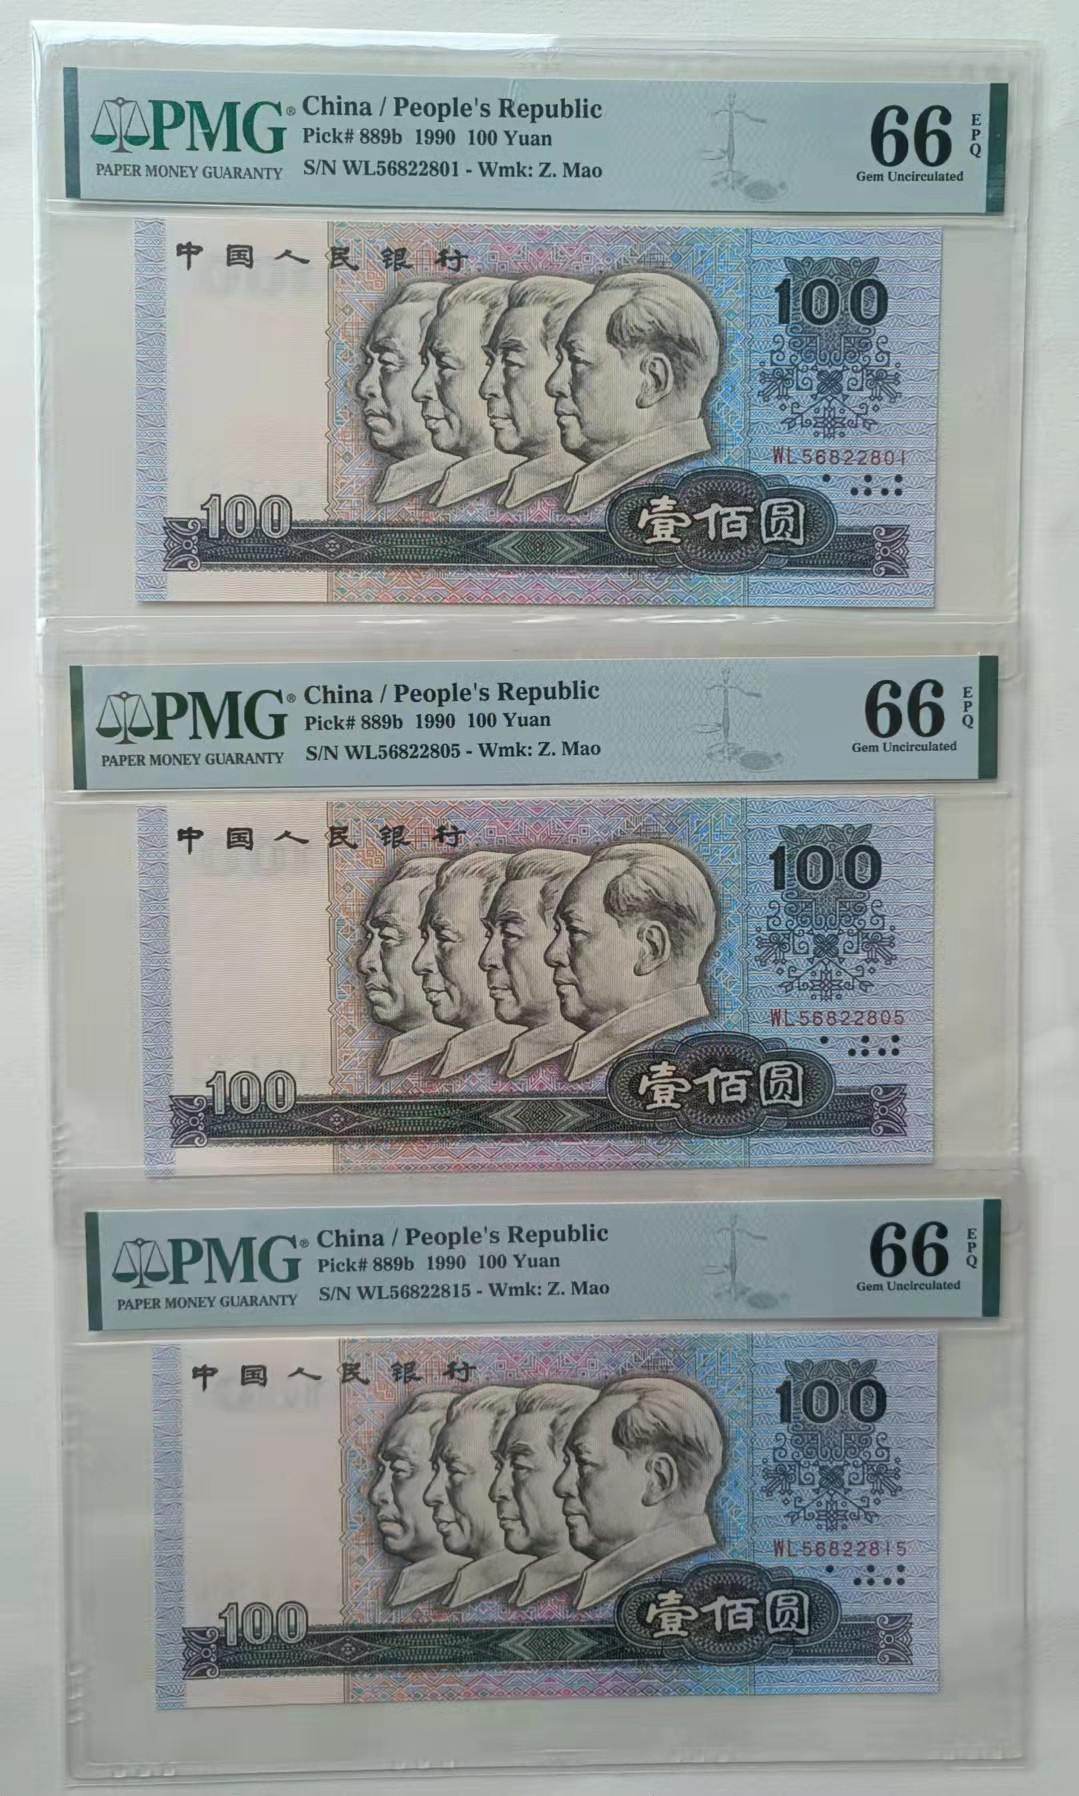 PMG®
PAPER MONEY GUARANTY
China / People's Republic
Pick# 889b 1990 100 Yuan
S/N WL56822801 - Wmk: Z. Mao
66
EPQ
Gem Uncirculated
中国人民银行
100
WL56822801
100
壹佰圆
PMG®
PAPER MONEY GUARANTY
China / People's Republic
Pick# 889b 1990 100 Yuan
S/N WL56822805 - Wmk: Z. Mao
66
EPQ
Gem Uncirculated
中国人民银行
100
WL56822805
100
壹佰圆
PMG®
PAPER MONEY GUARANTY
China / People's Republic
Pick# 889b 1990 100 Yuan
S/N WL56822815 - Wmk: Z. Mao
66
EPQ
Gem Uncirculated
中国人民银行
100
WL56822815
100
壹佰圆